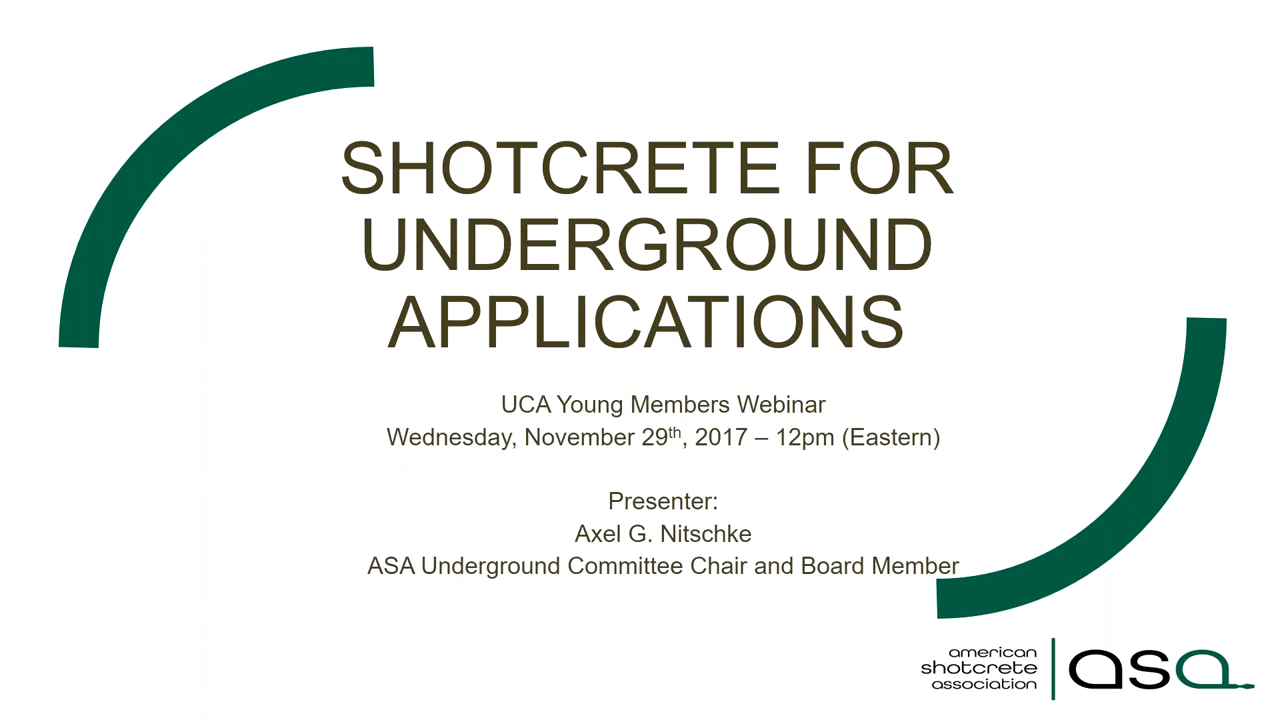 SHOTCRETE FOR
UNDERGROUND
APPLICATIONS
UCA Young Members Webinar
Wednesday, November 29th, 2017 – 12pm (Eastern)
Presenter:
Axel G. Nitschke
ASA Underground Committee Chair and Board Member
american
shotcrete
association
asa